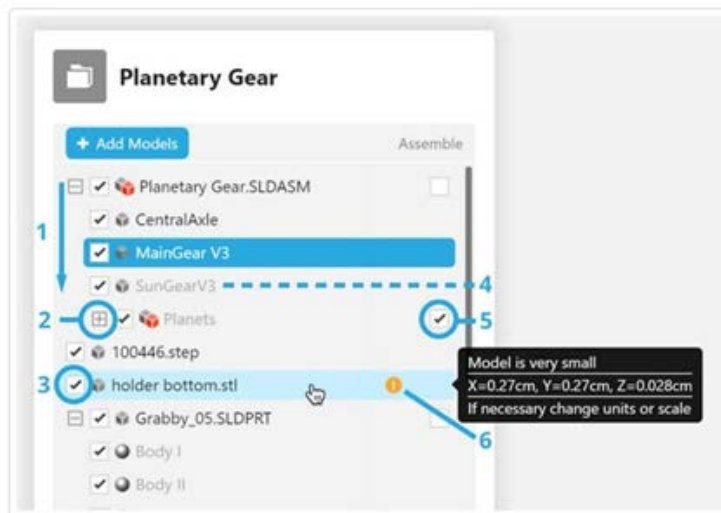 Planetary Gear
+ Add Models Assemble
Planetary Gear.SLDASM
1 CentralAxle
MainGear V3
SunGearV3 4
2 Planets 5
100446.step
3 holder bottom.stl
Model is very small
X=0.27cm, Y=0.27cm, Z=0.028cm
If necessary change units or scale
Grabby_05.SLDPRT
6
Body I
Body II